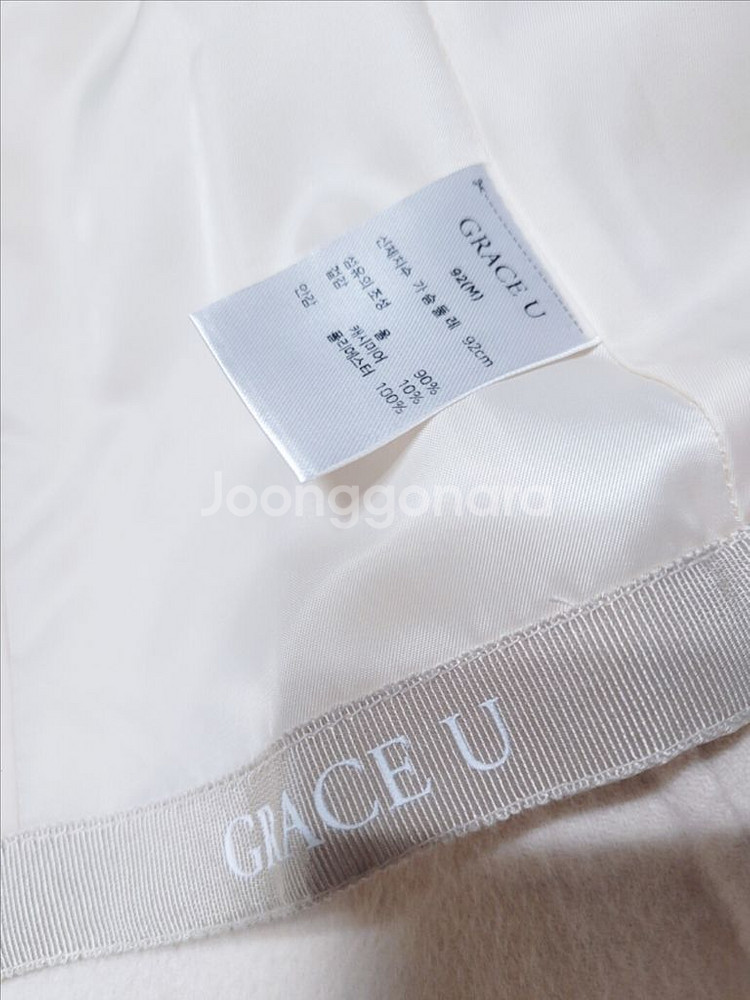 GRACE U
92(M)
신체치수 가슴둘레 92cm
섬유의 조성
겉감 울 90%
캐시미어 10%
안감 폴리에스터 100%
Joonggonara
GRACE U